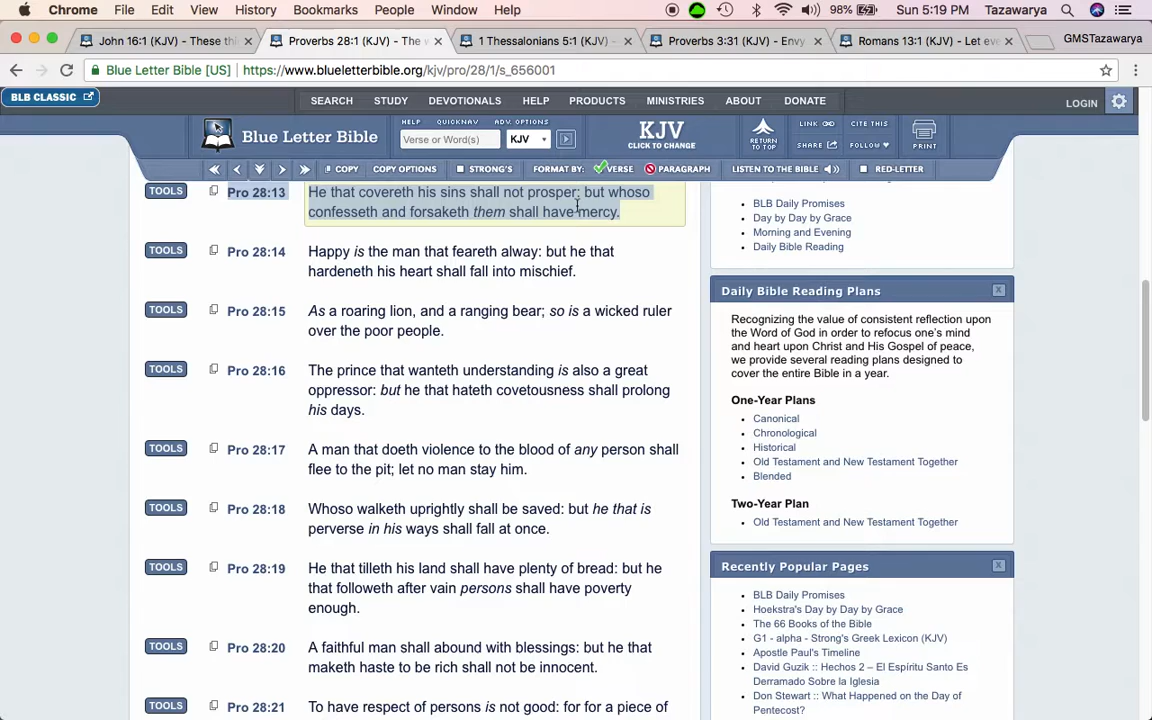 Chrome File Edit View History Bookmarks People Window Help 98% Sun 5:19 PM Tazawarya
John 16:1 (KJV) - These thi
Proverbs 28:1 (KJV) - The w
1 Thessalonians 5:1 (KJV) -
Proverbs 3:31 (KJV) - Envy
Romans 13:1 (KJV) - Let eve
GMSTazawarya
Blue Letter Bible [US] https://www.blueletterbible.org/kjv/pro/28/1/s_656001
BLB CLASSIC
SEARCH STUDY DEVOTIONALS HELP PRODUCTS MINISTRIES ABOUT DONATE
LOGIN
Blue Letter Bible
HELP QUICKNAV ADV. OPTIONS
Verse or Word(s) KJV
KJV
CLICK TO CHANGE
RETURN
TO TOP
LINK CITE THIS
SHARE FOLLOW
PRINT
COPY COPY OPTIONS STRONG'S FORMAT BY: VERSE PARAGRAPH LISTEN TO THE BIBLE RED-LETTER
TOOLS Pro 28:13 He that covereth his sins shall not prosper: but whoso
confesseth and forsaketh them shall have mercy.
TOOLS Pro 28:14 Happy is the man that feareth alway: but he that
hardeneth his heart shall fall into mischief.
TOOLS Pro 28:15 As a roaring lion, and a ranging bear; so is a wicked ruler
over the poor people.
TOOLS Pro 28:16 The prince that wanteth understanding is also a great
oppressor: but he that hateth covetousness shall prolong
his days.
TOOLS Pro 28:17 A man that doeth violence to the blood of any person shall
flee to the pit; let no man stay him.
TOOLS Pro 28:18 Whoso walketh uprightly shall be saved: but he that is
perverse in his ways shall fall at once.
TOOLS Pro 28:19 He that tilleth his land shall have plenty of bread: but he
that followeth after vain persons shall have poverty
enough.
TOOLS Pro 28:20 A faithful man shall abound with blessings: but he that
maketh haste to be rich shall not be innocent.
TOOLS Pro 28:21 To have respect of persons is not good: for for a piece of
BLB Daily Promises
Day by Day by Grace
Morning and Evening
Daily Bible Reading
Daily Bible Reading Plans
Recognizing the value of consistent reflection upon
the Word of God in order to refocus one's mind
and heart upon Christ and His Gospel of peace,
we provide several reading plans designed to
cover the entire Bible in a year.
One-Year Plans
Canonical
Chronological
Historical
Old Testament and New Testament Together
Blended
Two-Year Plan
Old Testament and New Testament Together
Recently Popular Pages
BLB Daily Promises
Hoekstra's Day by Day by Grace
The 66 Books of the Bible
G1 - alpha - Strong's Greek Lexicon (KJV)
Apostle Paul's Timeline
David Guzik :: Hechos 2 – El Espíritu Santo Es
Derramado Sobre la Iglesia
Don Stewart :: What Happened on the Day of
Pentecost?